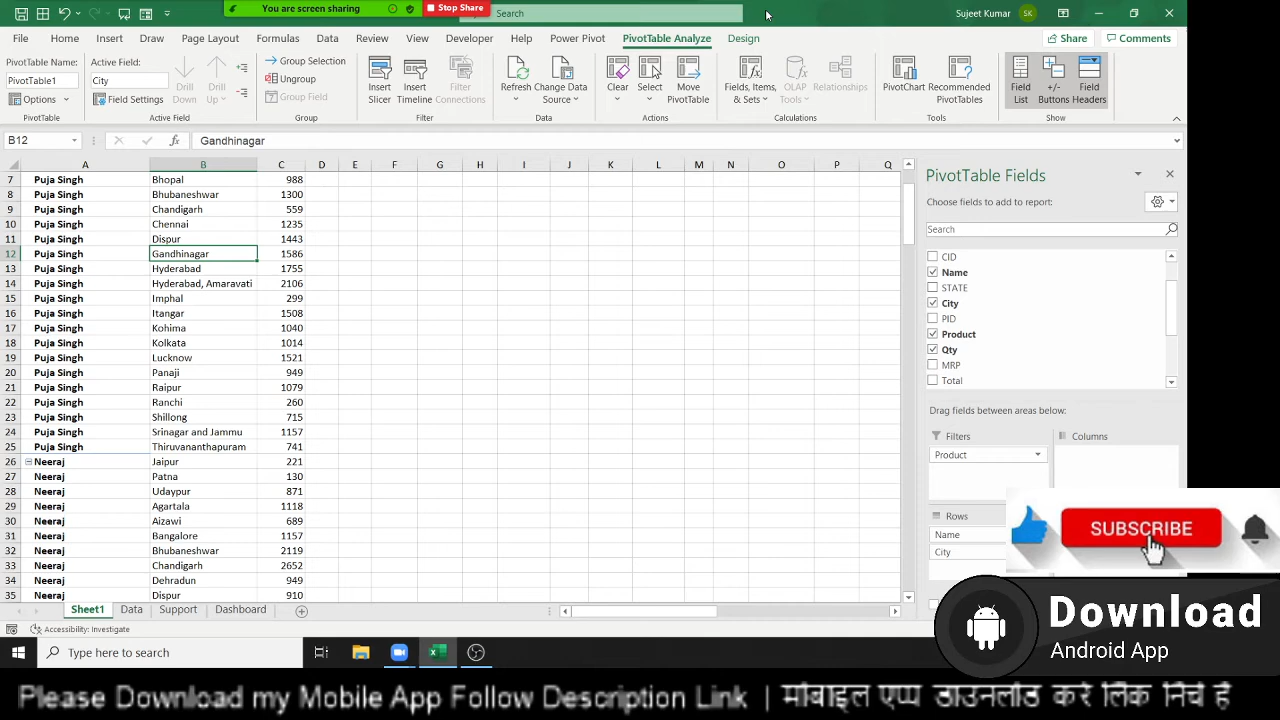 You are screen sharing
Stop Share
Search
Sujeet Kumar
SK
File Home Insert Draw Page Layout Formulas Data Review View Developer Help Power Pivot PivotTable Analyze Design
Share Comments
PivotTable Name:
PivotTable1
Options
PivotTable
Active Field:
City
Field Settings
Drill Down
Drill Up
Active Field
Group Selection
Ungroup
Group Field
Group
Insert Slicer
Insert Timeline
Filter Connections
Filter
Refresh
Change Data Source
Data
Clear
Select
Move PivotTable
Actions
Fields, Items, & Sets
OLAP Tools
Relationships
Calculations
PivotChart
Recommended PivotTables
Tools
Field List
+/- Buttons
Field Headers
Show
B12
fx
Gandhinagar
A B C D E F G H I J K L M N O P Q
7 Puja Singh Bhopal 988
8 Puja Singh Bhubaneshwar 1300
9 Puja Singh Chandigarh 559
10 Puja Singh Chennai 1235
11 Puja Singh Dispur 1443
12 Puja Singh Gandhinagar 1586
13 Puja Singh Hyderabad 1755
14 Puja Singh Hyderabad, Amaravati 2106
15 Puja Singh Imphal 299
16 Puja Singh Itangar 1508
17 Puja Singh Kohima 1040
18 Puja Singh Kolkata 1014
19 Puja Singh Lucknow 1521
20 Puja Singh Panaji 949
21 Puja Singh Raipur 1079
22 Puja Singh Ranchi 260
23 Puja Singh Shillong 715
24 Puja Singh Srinagar and Jammu 1157
25 Puja Singh Thiruvananthapuram 741
26 Neeraj Jaipur 221
27 Neeraj Patna 130
28 Neeraj Udaypur 871
29 Neeraj Agartala 1118
30 Neeraj Aizawi 689
31 Neeraj Bangalore 1157
32 Neeraj Bhubaneshwar 2119
33 Neeraj Chandigarh 2652
34 Neeraj Dehradun 949
35 Neeraj Dispur 910
PivotTable Fields
Choose fields to add to report:
Search
CID
Name
STATE
City
PID
Product
Qty
MRP
Total
Drag fields between areas below:
Filters
Columns
Product
Rows
Name
City
SUBSCRIBE
Download
Android App
Sheet1 Data Support Dashboard
Accessibility: Investigate
Type here to search
Please Download my Mobile App Follow Description Link | मोबाइल एप्प डाउनलोड करे लिंक निचे है